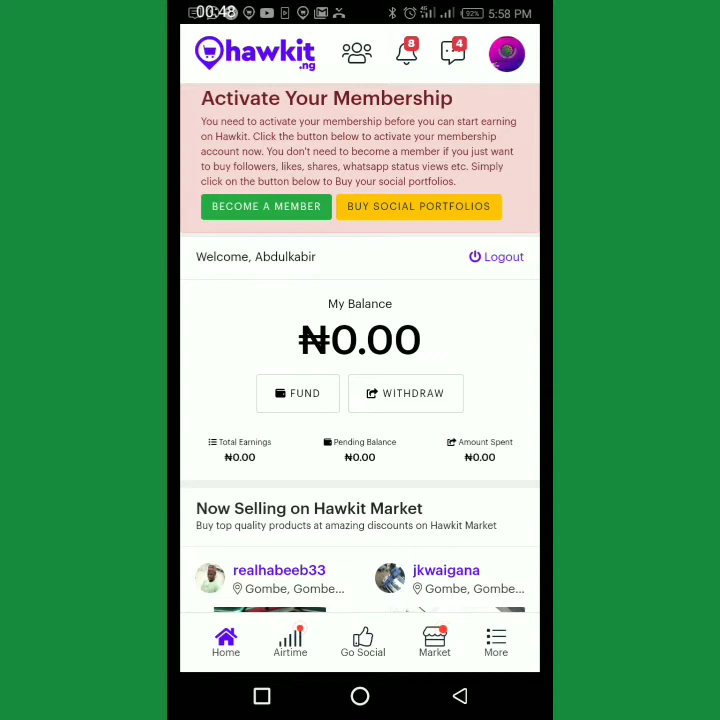 00:48
4G
92%
5:58 PM
hawkit
.ng
8
4
Activate Your Membership
You need to activate your membership before you can start earning
on Hawkit. Click the button below to activate your membership
account now. You don't need to become a member if you just want
to buy followers, likes, shares, whatsapp status views etc. Simply
click on the button below to Buy your social portfolios.
BECOME A MEMBER
BUY SOCIAL PORTFOLIOS
Welcome, Abdulkabir
Logout
My Balance
₦0.00
FUND
WITHDRAW
Total Earnings
₦0.00
Pending Balance
₦0.00
Amount Spent
₦0.00
Now Selling on Hawkit Market
Buy top quality products at amazing discounts on Hawkit Market
realhabeeb33
Gombe, Gombe...
jkwaigana
Gombe, Gombe...
Home
Airtime
Go Social
Market
More